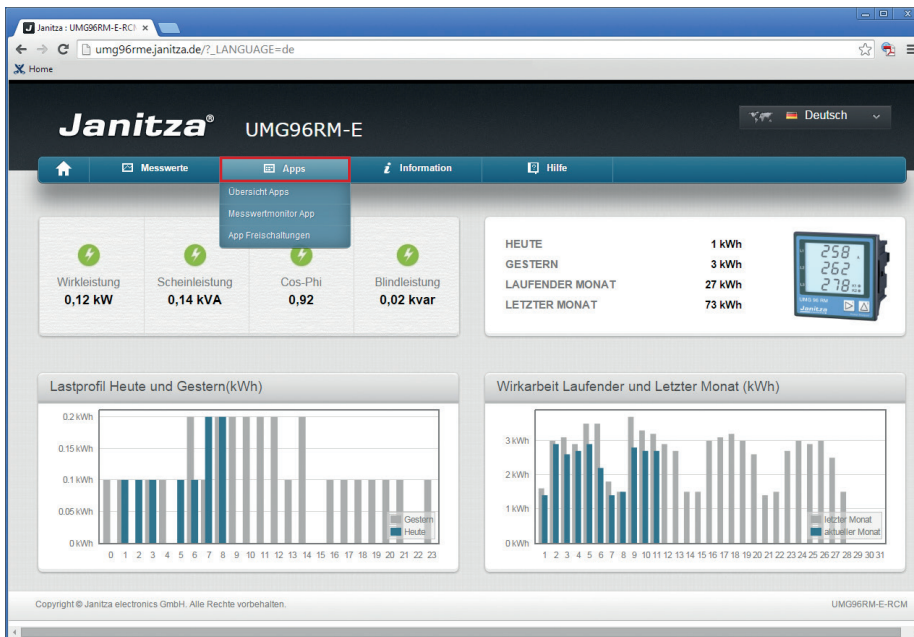 Janitza : UMG96RM-E-RCM
umg96rme.janitza.de/?_LANGUAGE=de
Home
Janitza® UMG96RM-E
Deutsch
Messwerte Apps Information Hilfe
Übersicht Apps
Messwertmonitor App
App Freischaltungen
Wirkleistung Scheinleistung Cos-Phi Blindleistung
0,12 kW 0,14 kVA 0,92 0,02 kvar
HEUTE 1 kWh
GESTERN 3 kWh
LAUFENDER MONAT 27 kWh
LETZTER MONAT 73 kWh
258
262
278
UMG 96 RM
Janitza
Lastprofil Heute und Gestern(kWh)
0.2 kWh
0.15 kWh
0.1 kWh
0.05 kWh
0 kWh
Gestern
Heute
0 1 2 3 4 5 6 7 8 9 10 11 12 13 14 15 16 17 18 19 20 21 22 23
Wirkarbeit Laufender und Letzter Monat (kWh)
3 kWh
2 kWh
1 kWh
0 kWh
letzter Monat
aktueller Monat
1 2 3 4 5 6 7 8 9 10 11 12 13 14 15 16 17 18 19 20 21 22 23 24 25 26 27 28 29 30 31
Copyright © Janitza electronics GmbH. Alle Rechte vorbehalten. UMG96RM-E-RCM